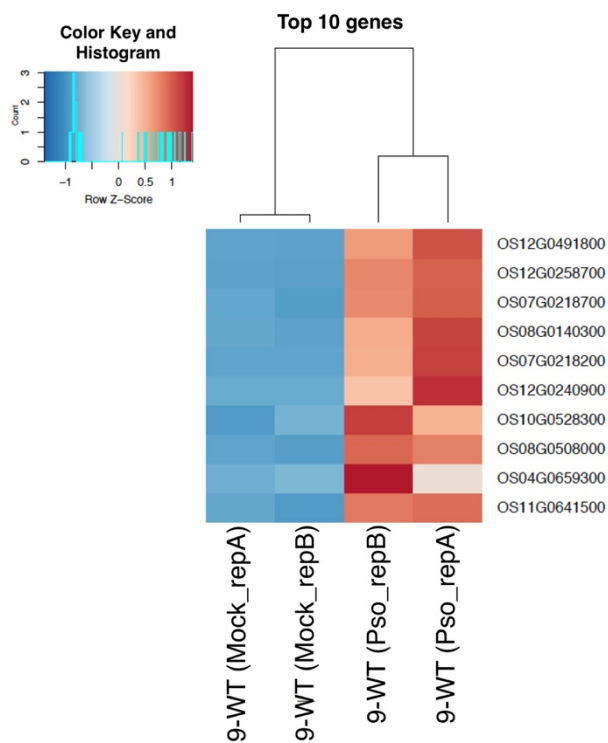 Color Key and
Histogram
Top 10 genes
Count
3
2
1
0
−1
0
0.5
1
Row Z-Score
OS12G0491800
OS12G0258700
OS07G0218700
OS08G0140300
OS07G0218200
OS12G0240900
OS10G0528300
OS08G0508000
OS04G0659300
OS11G0641500
9-WT (Mock_repA)
9-WT (Mock_repB)
9-WT (Pso_repB)
9-WT (Pso_repA)